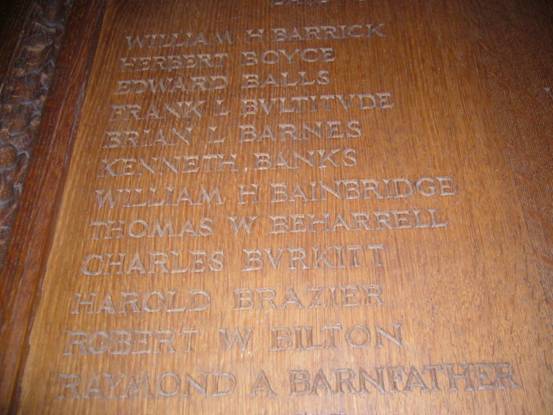 WILLIAM H BARRICK
HERBERT BOYCE
EDWARD BALLS
FRANK L BVLTITVDE
BRIAN L BARNES
KENNETH BANKS
WILLIAM H BAINBRIDGE
THOMAS W BEHARRELL
CHARLES BVRKITT
HAROLD BRAZIER
ROBERT W BILTON
RAYMOND A BARNFATHER